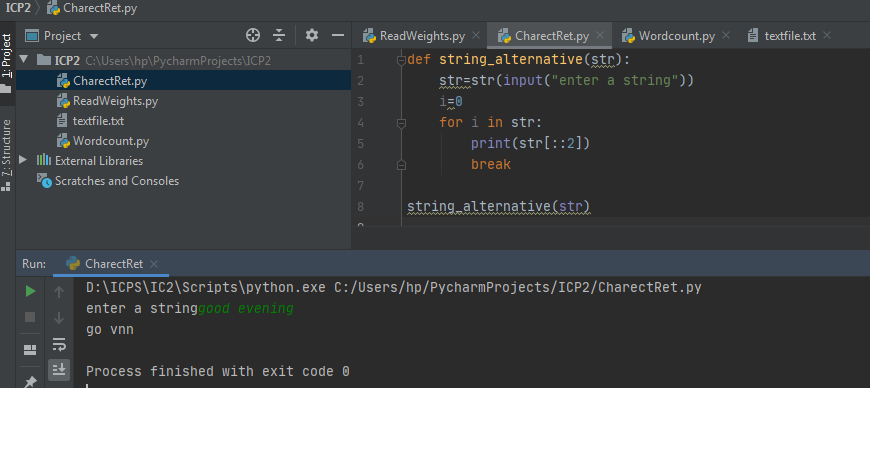 ICP2 CharectRet.py
Project
ReadWeights.py CharectRet.py Wordcount.py textfile.txt
1: Project
ICP2 C:\Users\hp\PycharmProjects\ICP2
CharectRet.py
ReadWeights.py
textfile.txt
Wordcount.py
External Libraries
Scratches and Consoles
7: Structure
1 def string_alternative(str):
2 str=str(input("enter a string"))
3 i=0
4 for i in str:
5 print(str[::2])
6 break
7
8 string_alternative(str)
Run: CharectRet
D:\ICPS\IC2\Scripts\python.exe C:/Users/hp/PycharmProjects/ICP2/CharectRet.py
enter a stringgood evening
go vnn
Process finished with exit code 0